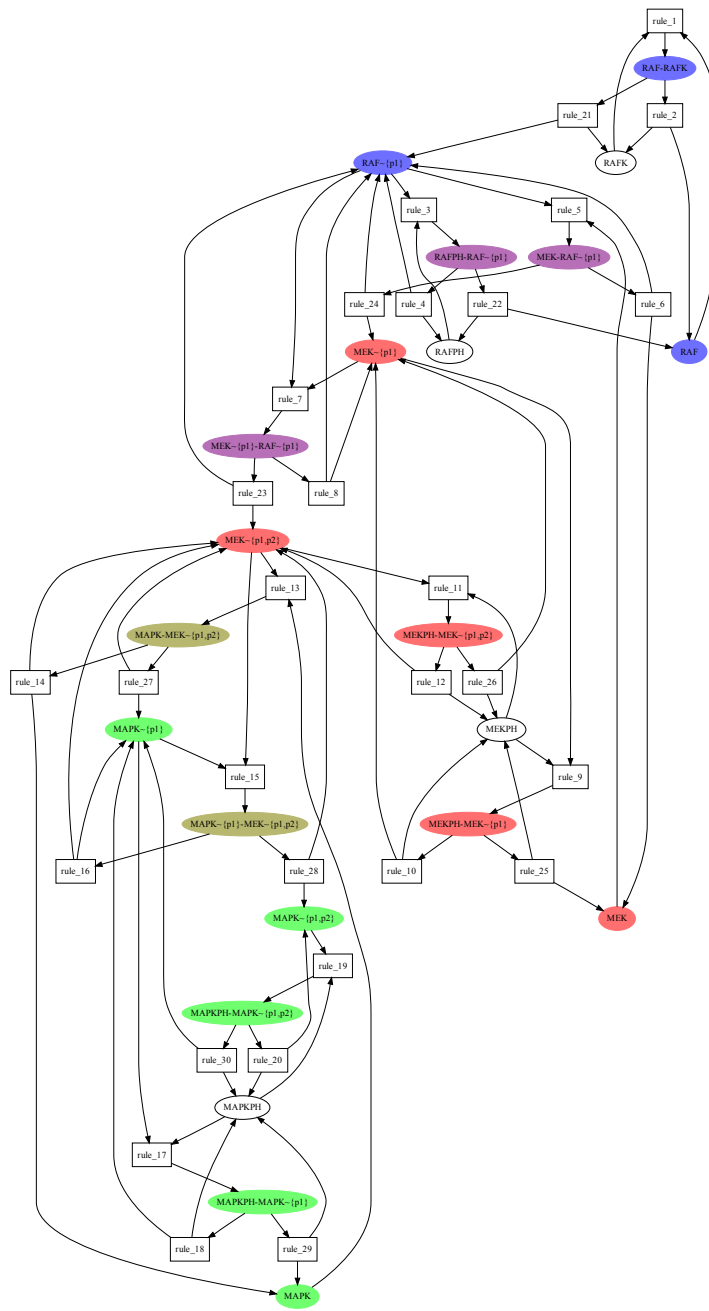 rule_1
RAF-RAFK
rule_21
rule_2
RAF~{p1}
RAFK
rule_3
rule_5
RAFPH-RAF~{p1}
MEK-RAF~{p1}
rule_24
rule_4
rule_22
rule_6
MEK~{p1}
RAFPH
RAF
rule_7
MEK~{p1}-RAF~{p1}
rule_23
rule_8
MEK~{p1,p2}
rule_13
rule_11
MAPK-MEK~{p1,p2}
MEKPH-MEK~{p1,p2}
rule_14
rule_27
rule_12
rule_26
MAPK~{p1}
MEKPH
rule_15
rule_9
MAPK~{p1}-MEK~{p1,p2}
MEKPH-MEK~{p1}
rule_16
rule_28
rule_10
rule_25
MAPK~{p1,p2}
MEK
rule_19
MAPKPH-MAPK~{p1,p2}
rule_30
rule_20
MAPKPH
rule_17
MAPKPH-MAPK~{p1}
rule_18
rule_29
MAPK